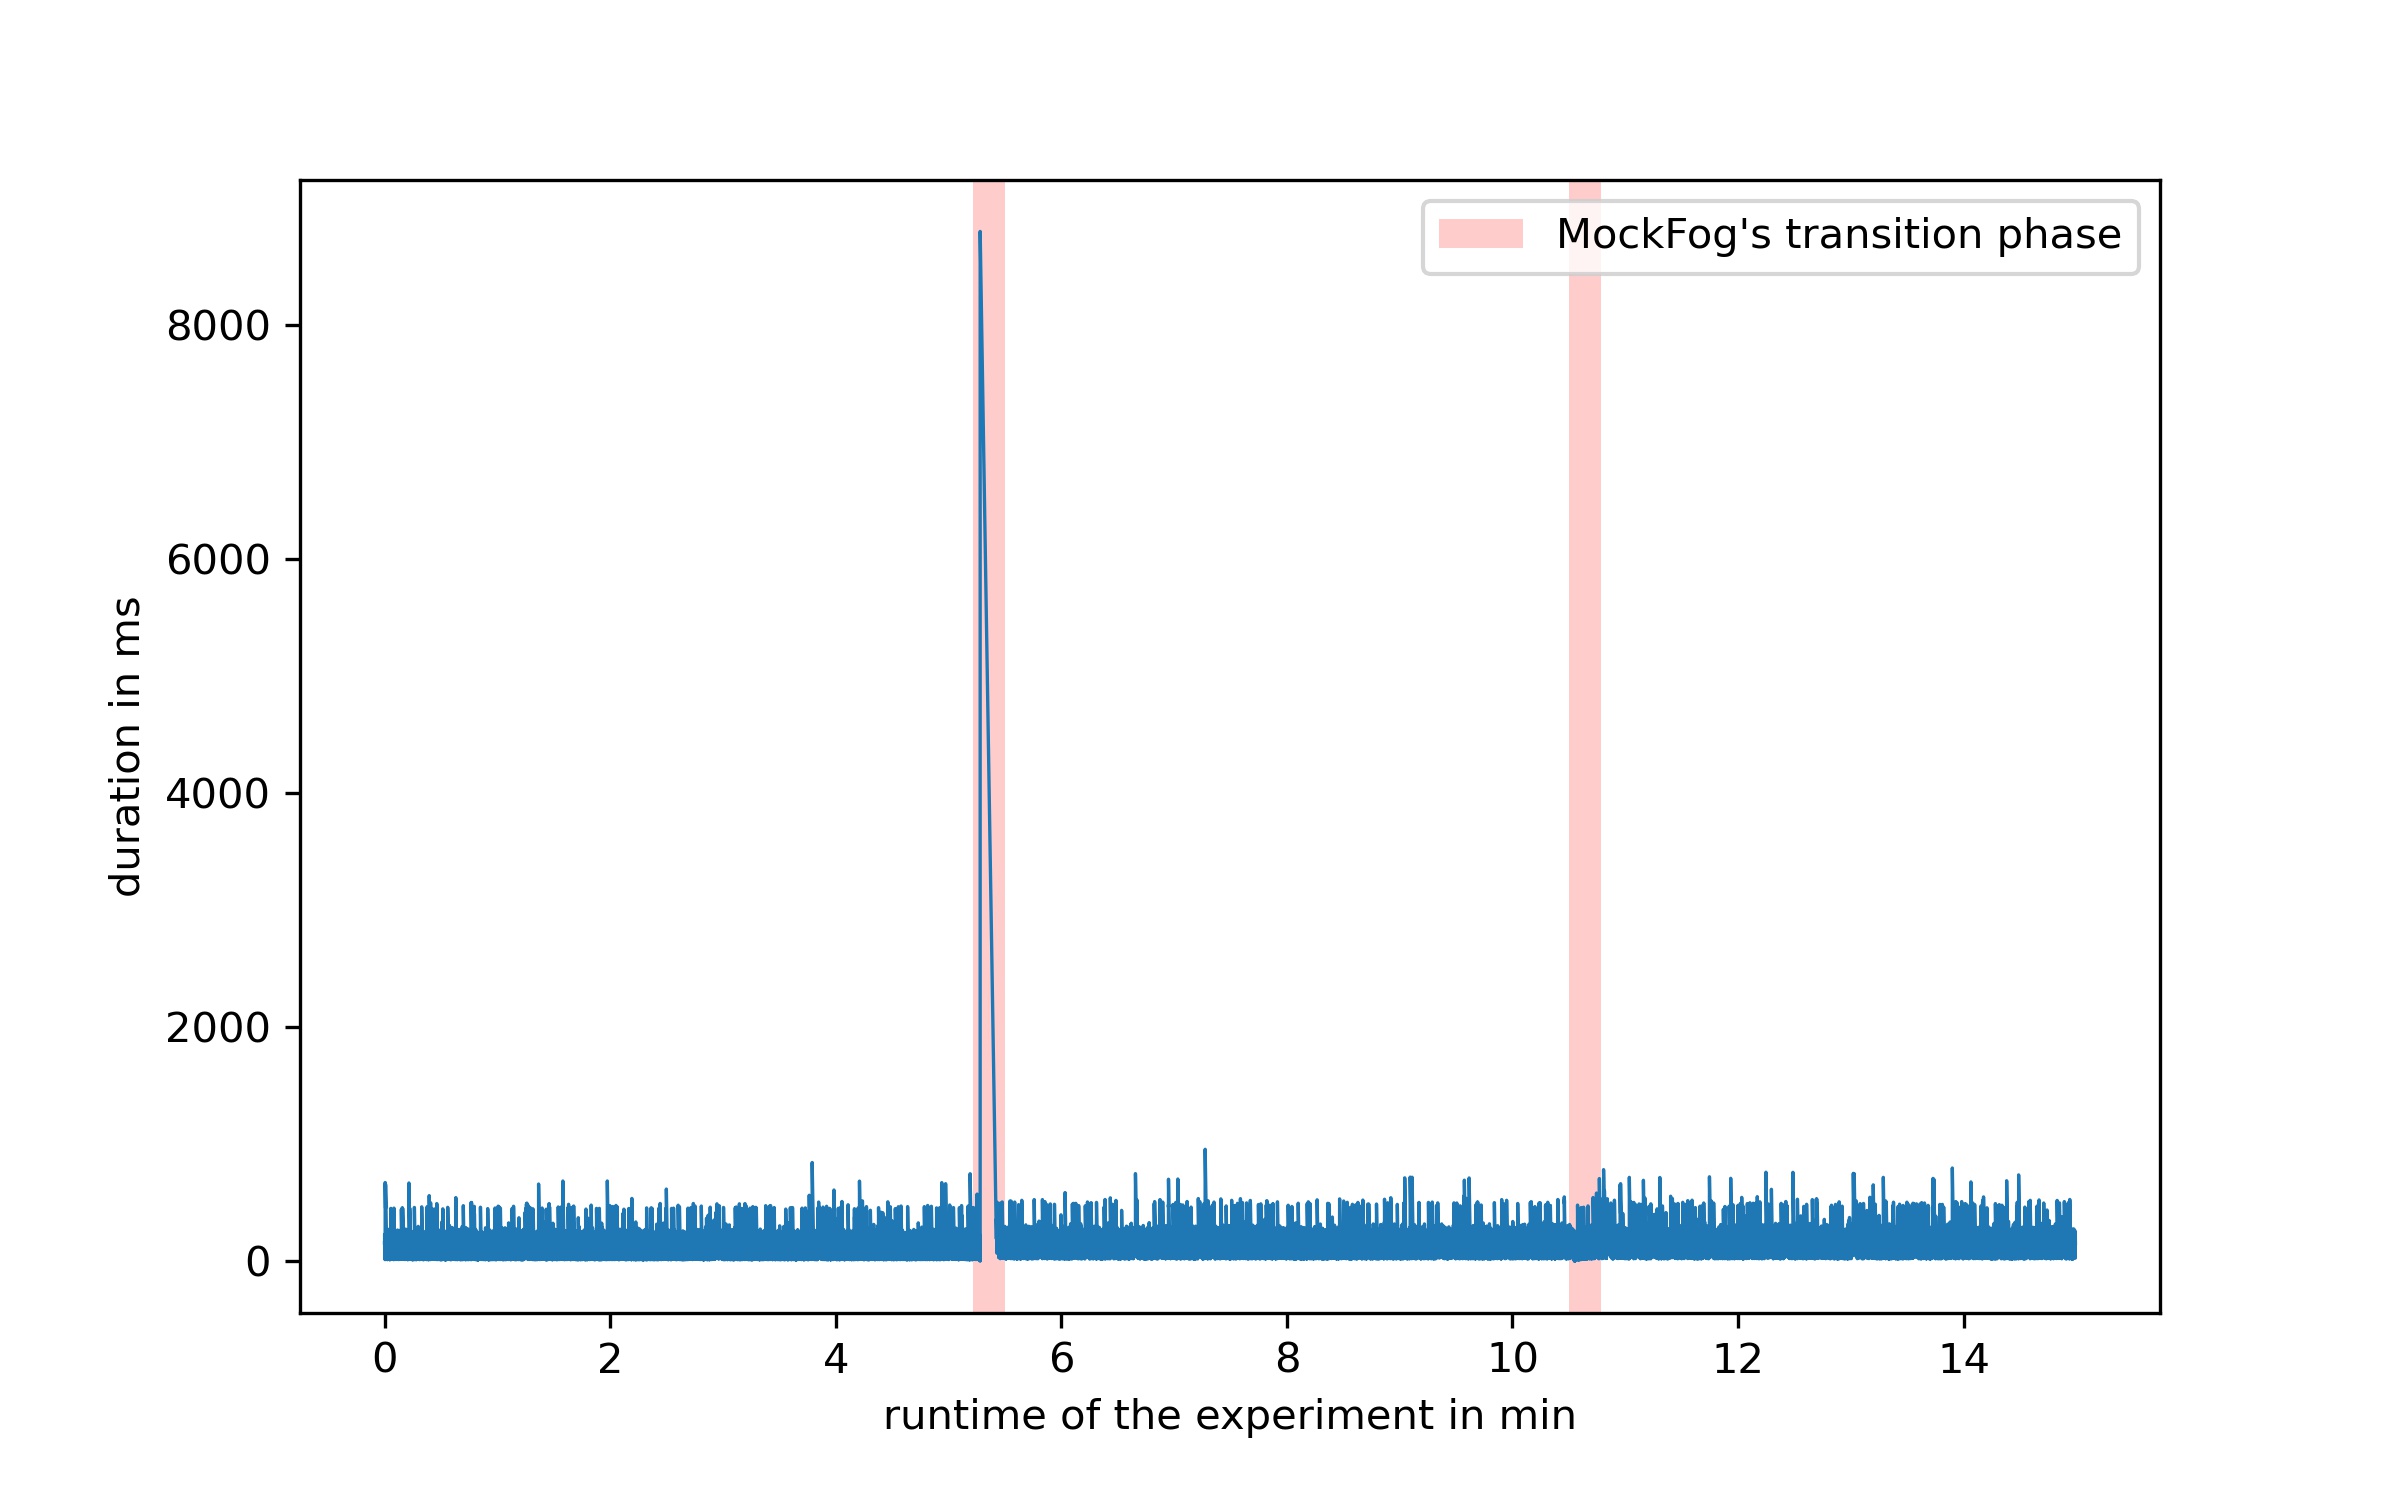 MockFog's transition phase
8000
6000
4000
2000
0
duration in ms
0 2 4 6 8 10 12 14
runtime of the experiment in min